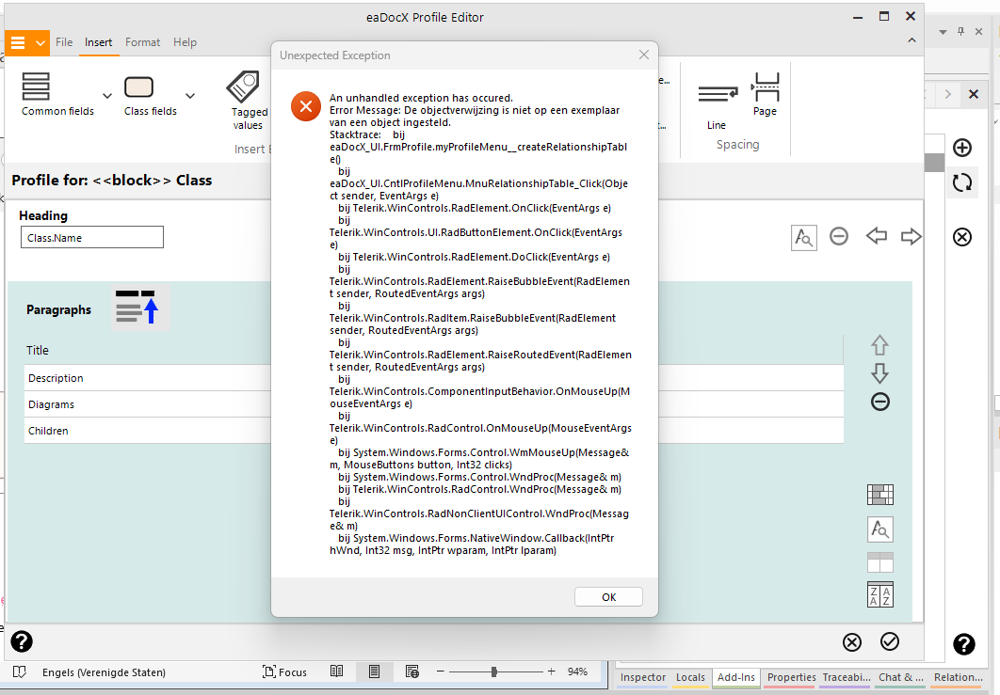 eaDocX Profile Editor
File Insert Format Help
Common fields
Class fields
Tagged
values
Insert
Line
Page
Spacing
Profile for: <<block>> Class
Heading
Class.Name
Paragraphs
Title
Description
Diagrams
Children
Unexpected Exception
An unhandled exception has occured.
Error Message: De objectverwijzing is niet op een exemplaar
van een object ingesteld.
Stacktrace:    bij
eaDocX_UI.FrmProfile.myProfileMenu__createRelationshipTabl
e()
bij
eaDocX_UI.CntlProfileMenu.MnuRelationshipTable_Click(Obje
ct sender, EventArgs e)
bij Telerik.WinControls.RadElement.OnClick(EventArgs e)
bij
Telerik.WinControls.UI.RadButtonElement.OnClick(EventArgs
e)
bij Telerik.WinControls.RadElement.DoClick(EventArgs e)
bij
Telerik.WinControls.RadElement.RaiseBubbleEvent(RadElemen
t sender, RoutedEventArgs args)
bij
Telerik.WinControls.RadItem.RaiseBubbleEvent(RadElement
sender, RoutedEventArgs args)
bij
Telerik.WinControls.RadElement.RaiseRoutedEvent(RadElemen
t sender, RoutedEventArgs args)
bij
Telerik.WinControls.ComponentInputBehavior.OnMouseUp(M
ouseEventArgs e)
bij
Telerik.WinControls.RadControl.OnMouseUp(MouseEventArgs
e)
bij System.Windows.Forms.Control.WmMouseUp(Message&
m, MouseButtons button, Int32 clicks)
bij System.Windows.Forms.Control.WndProc(Message& m)
bij Telerik.WinControls.RadControl.WndProc(Message& m)
bij
Telerik.WinControls.RadNonClientUIControl.WndProc(Messag
e& m)
bij System.Windows.Forms.NativeWindow.Callback(IntPtr
hWnd, Int32 msg, IntPtr wparam, IntPtr lparam)
OK
Engels (Verenigde Staten)
Focus
94%
Inspector Locals Add-Ins Properties Traceabi... Chat & ... Relation...